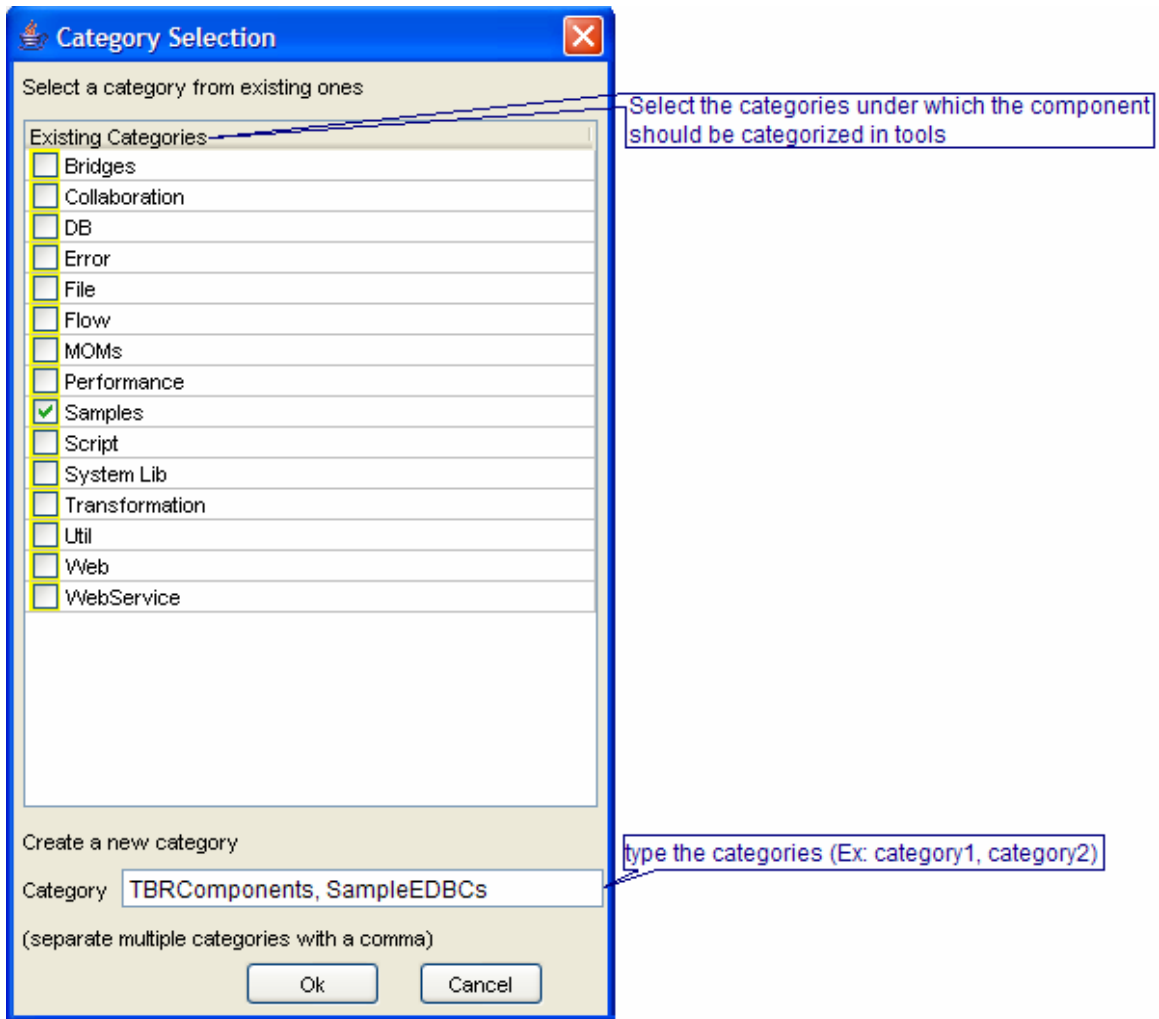 Category Selection
Select a category from existing ones
Select the categories under which the component
should be categorized in tools
Existing Categories
Bridges
Collaboration
DB
Error
File
Flow
MOMs
Performance
Samples
Script
System Lib
Transformation
Util
Web
WebService
Create a new category
type the categories (Ex: category1, category2)
Category TBRComponents, SampleEDBCs
(separate multiple categories with a comma)
Ok Cancel